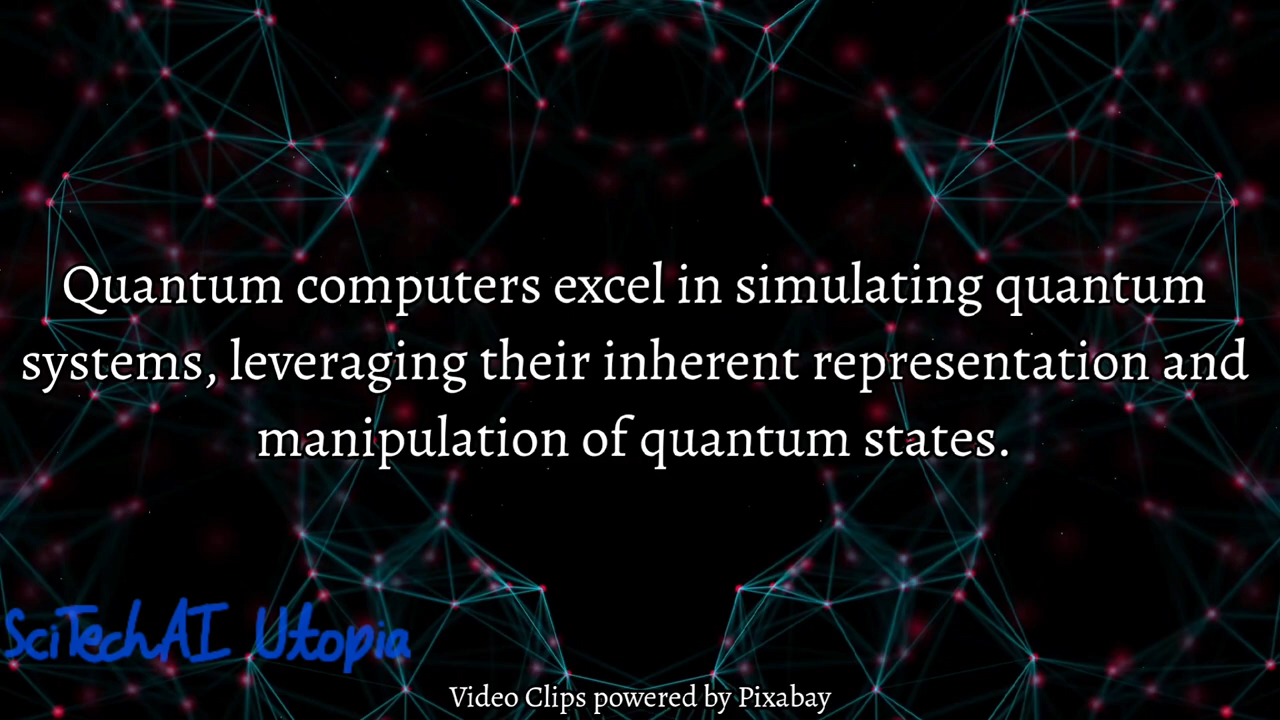 Quantum computers excel in simulating quantum
systems, leveraging their inherent representation and
manipulation of quantum states.
SciTechAI Utopia
Video Clips powered by Pixabay